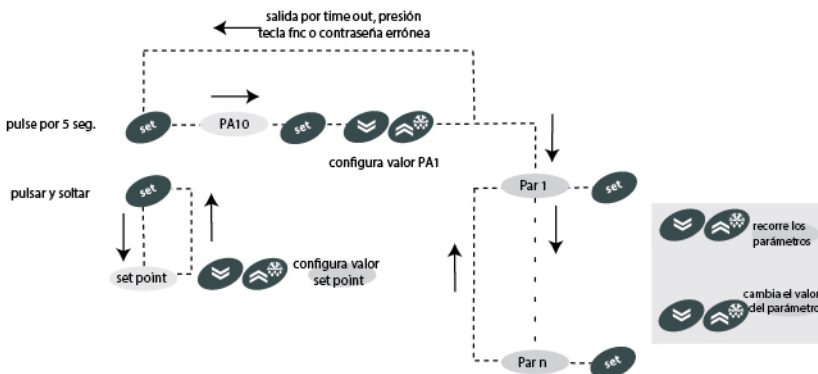 salida por time out, presión
tecla fnc o contraseña errónea
pulse por 5 seg.
set
PA10
set
configura valor PA1
pulsar y soltar
set
Par 1
set
set point
configura valor
set point
recorre los
parámetros
cambia el valor
del parámetro
Par n
set